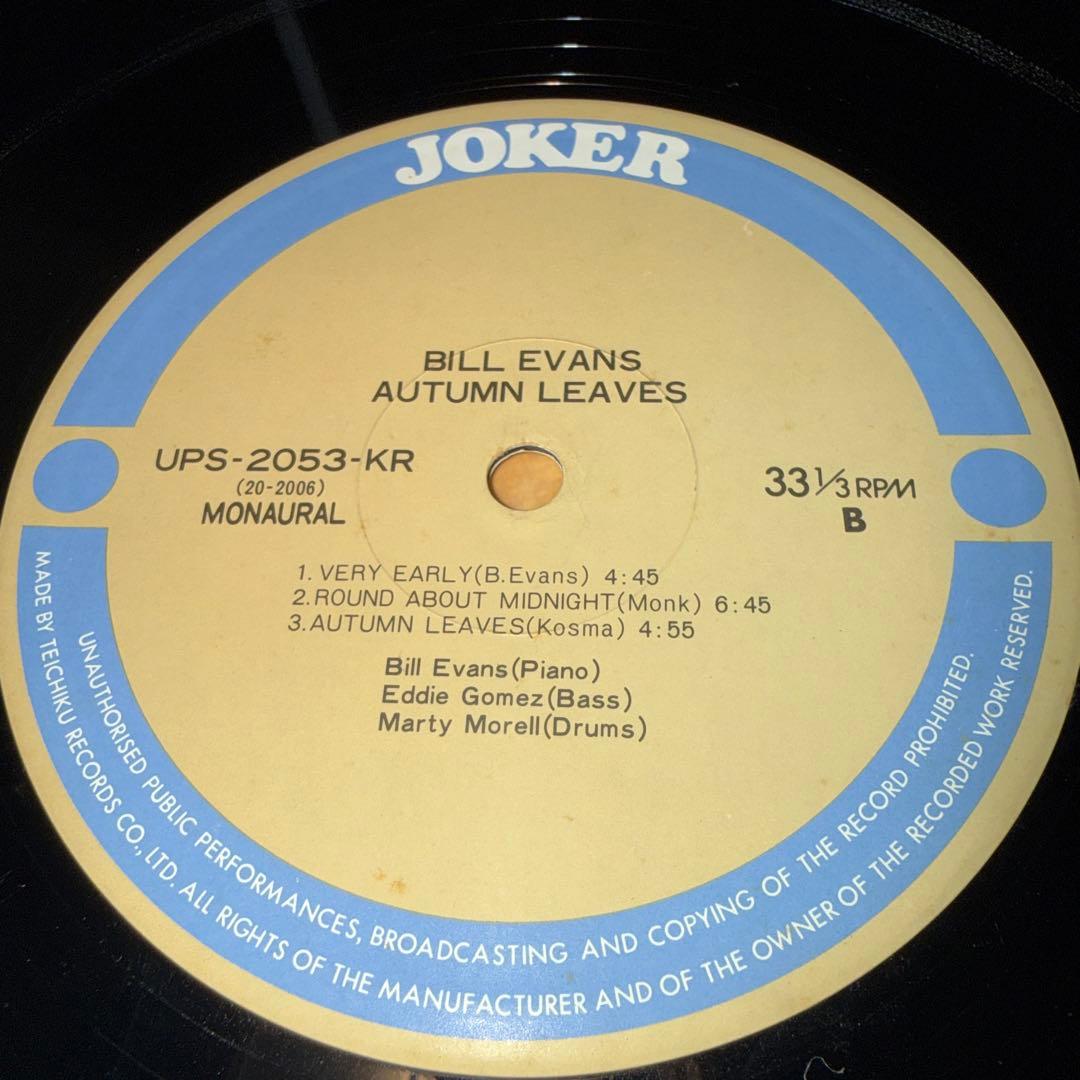 JOKER
BILL EVANS
AUTUMN LEAVES
UPS-2053-KR
(20-2006)
MONAURAL
33 1/3 RPM
B
1. VERY EARLY(B.Evans) 4:45
2. ROUND ABOUT MIDNIGHT(Monk) 6:45
3. AUTUMN LEAVES(Kosma) 4:55
Bill Evans(Piano)
Eddie Gomez(Bass)
Marty Morell(Drums)
UNAUTHORISED PUBLIC PERFORMANCES, BROADCASTING AND COPYING OF THE RECORD PROHIBITED.
MADE BY TEICHIKU RECORDS CO., LTD. ALL RIGHTS OF THE MANUFACTURER AND OF THE OWNER OF THE RECORDED WORK RESERVED.